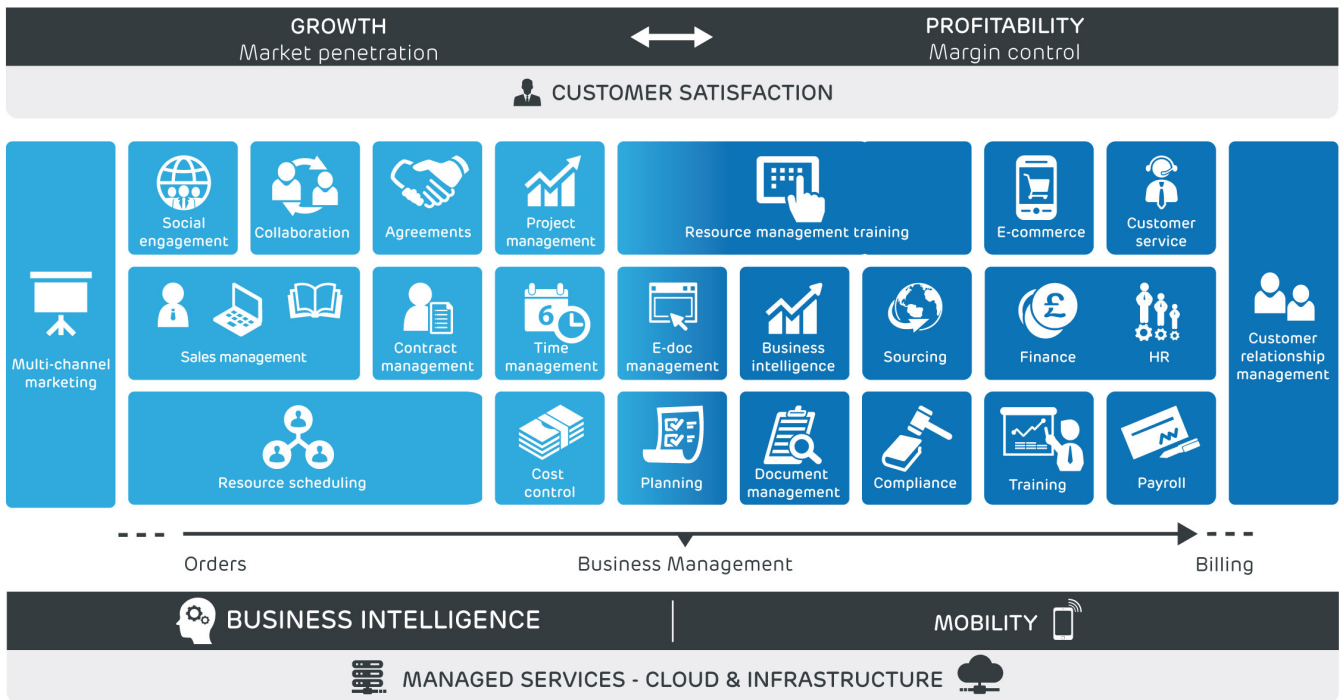 GROWTH
Market penetration
PROFITABILITY
Margin control
CUSTOMER SATISFACTION
Multi-channel
marketing
Social
engagement
Collaboration
Agreements
Project
management
Resource management training
E-commerce
Customer
service
Sales management
Contract
management
6
Time
management
E-doc
management
Business
intelligence
Sourcing
£
Finance
HR
Customer
relationship
management
Resource scheduling
Cost
control
Planning
Document
management
Compliance
Training
Payroll
Orders
Business Management
Billing
BUSINESS INTELLIGENCE
MOBILITY
MANAGED SERVICES - CLOUD & INFRASTRUCTURE